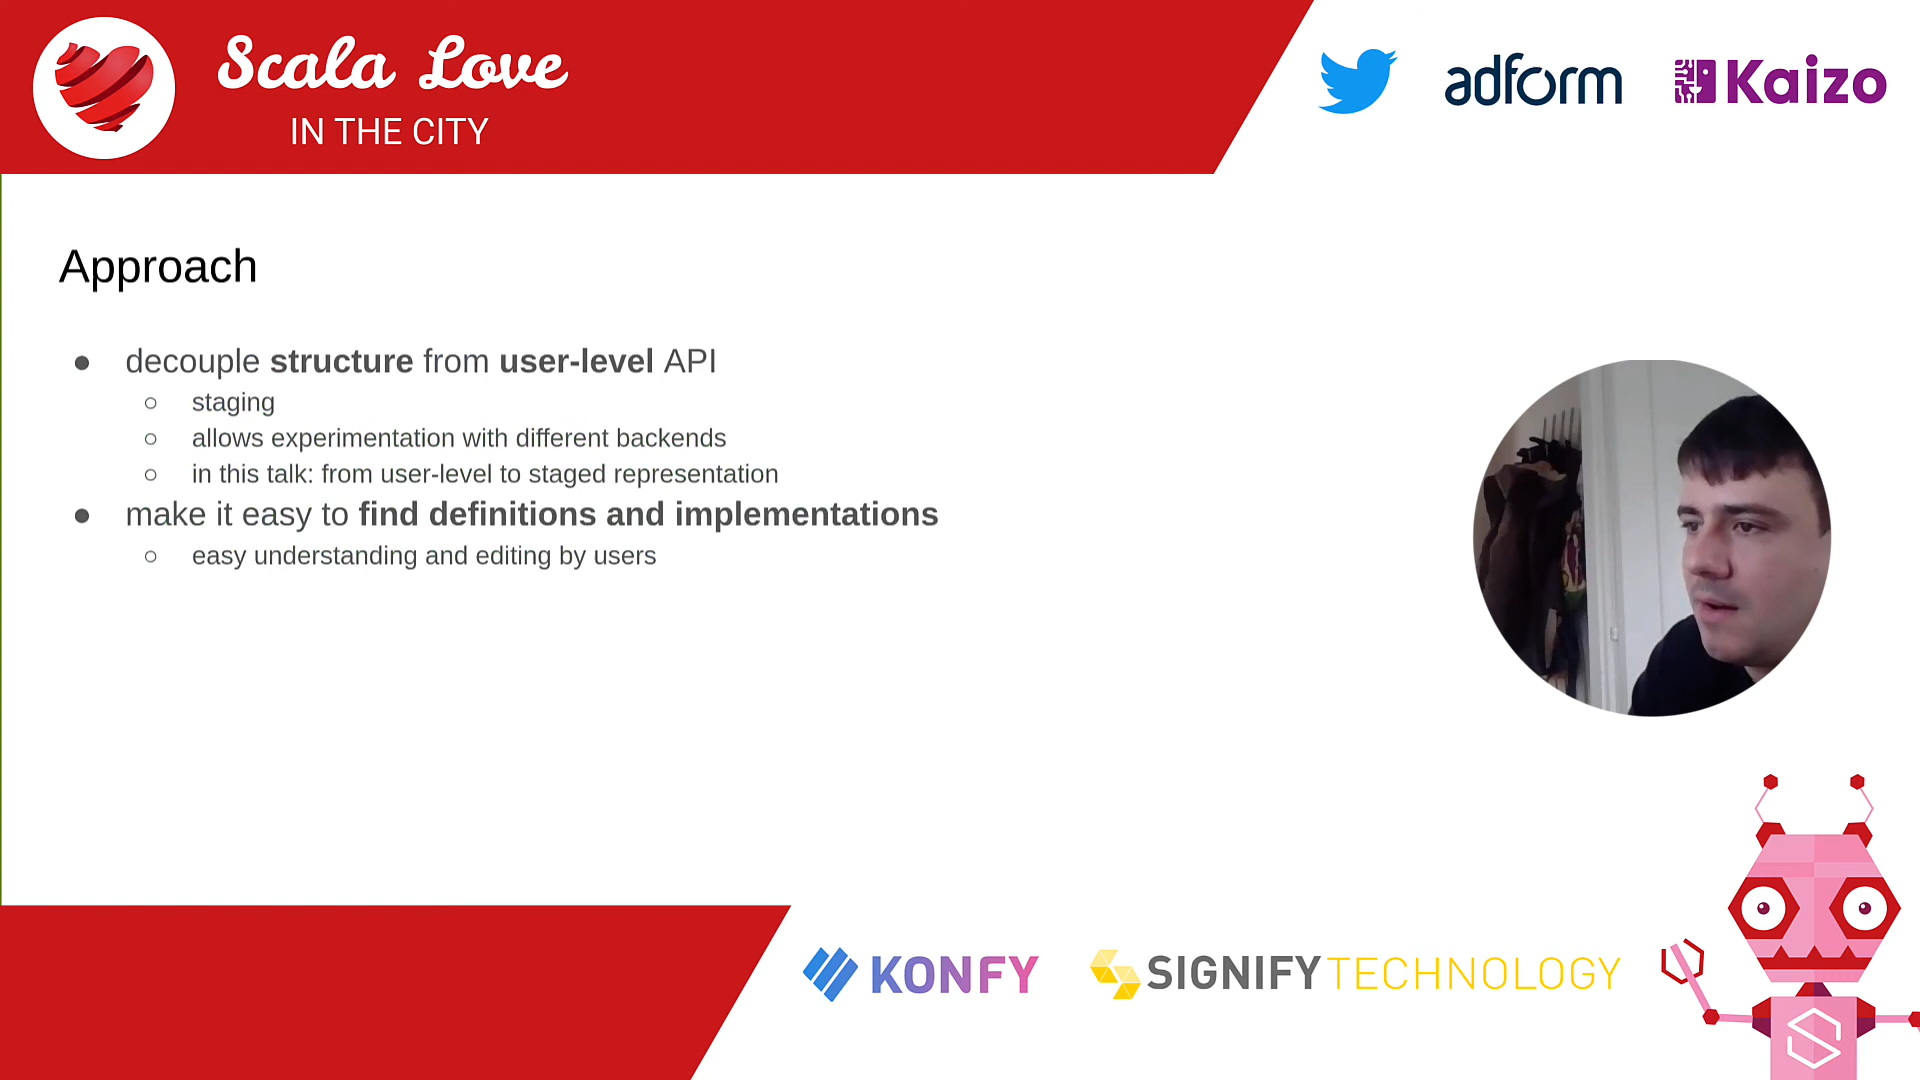 Scala Love
IN THE CITY
adform
Kaizo
Approach
● decouple structure from user-level API
○ staging
○ allows experimentation with different backends
○ in this talk: from user-level to staged representation
● make it easy to find definitions and implementations
○ easy understanding and editing by users
KONFY
SIGNIFY TECHNOLOGY